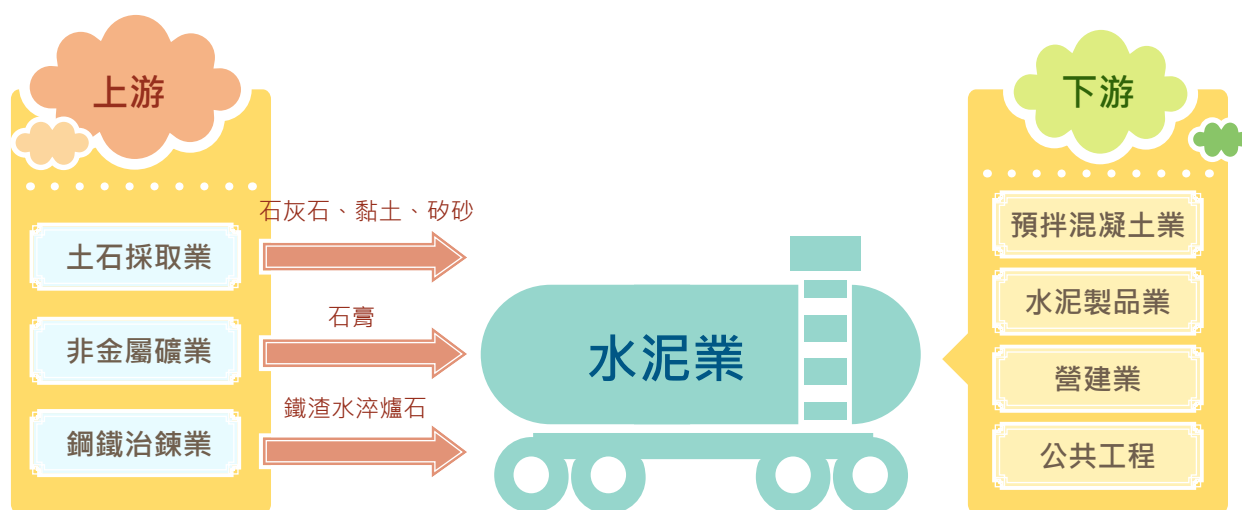 上游
土石採取業
非金屬礦業
鋼鐵治鍊業
石灰石、黏土、矽砂
石膏
鐵渣水淬爐石
水泥業
下游
預拌混凝土業
水泥製品業
營建業
公共工程